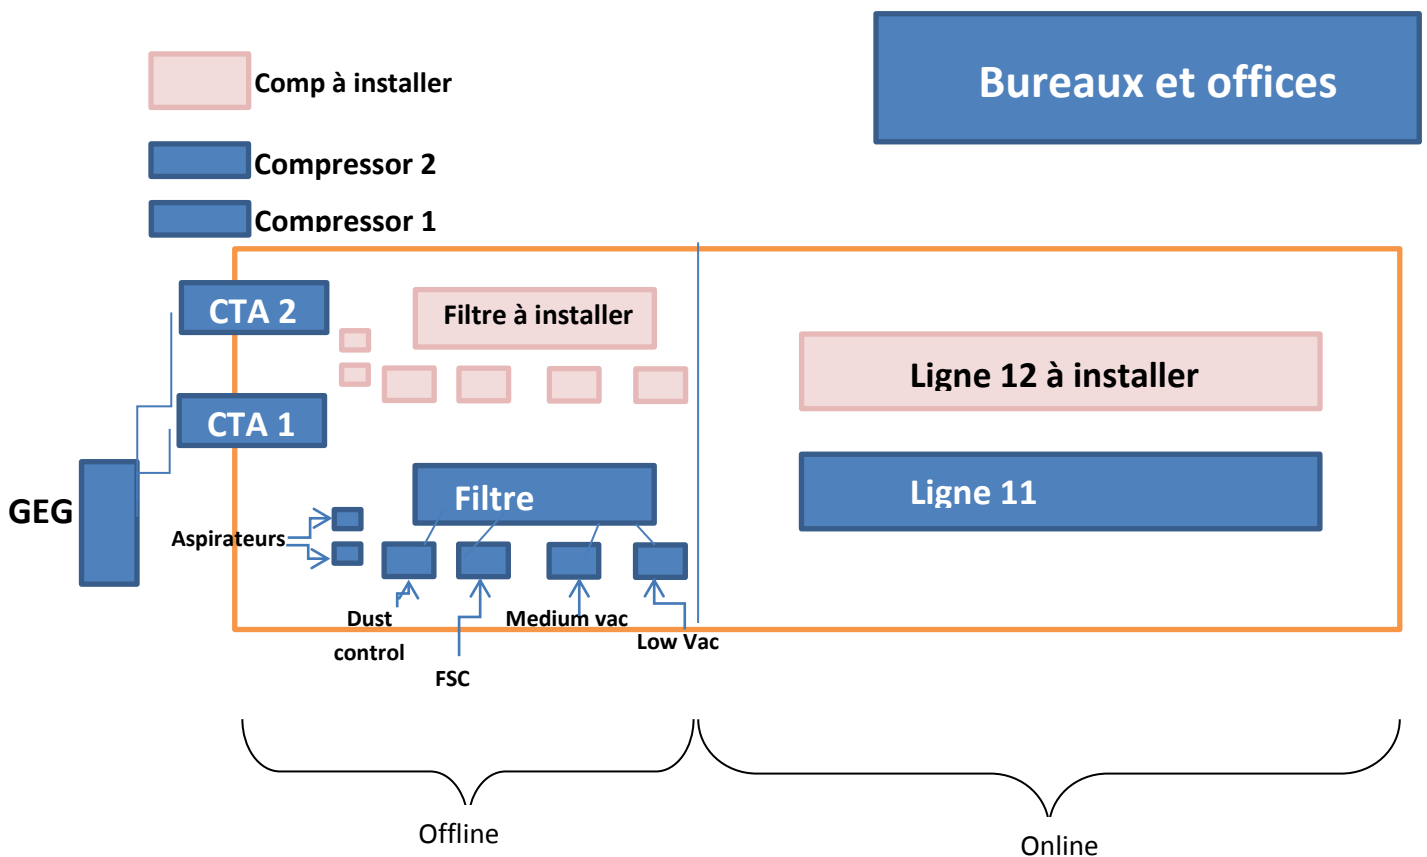 Bureaux et offices
Comp à installer
Compressor 2
Compressor 1
CTA 2
Filtre à installer
Ligne 12 à installer
CTA 1
Filtre
Ligne 11
GEG
Aspirateurs
Dust
control
Medium vac
Low Vac
FSC
Offline
Online